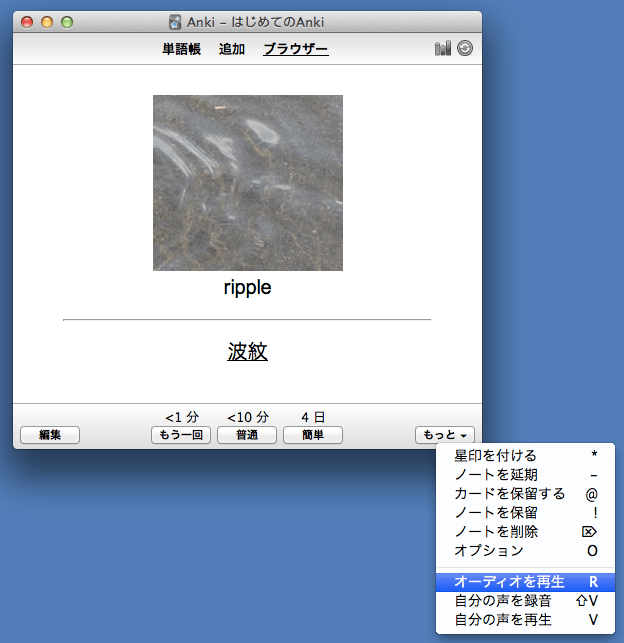 Anki – はじめてのAnki
単語帳 追加 ブラウザー
ripple
波紋
<1 分 <10 分 4 日
編集 もう一回 普通 簡単 もっと
星印を付ける *
ノートを延期 –
カードを保留する @
ノートを保留 !
ノートを削除 ⌦
オプション O
オーディオを再生 R
自分の声を録音 ⇧V
自分の声を再生 V